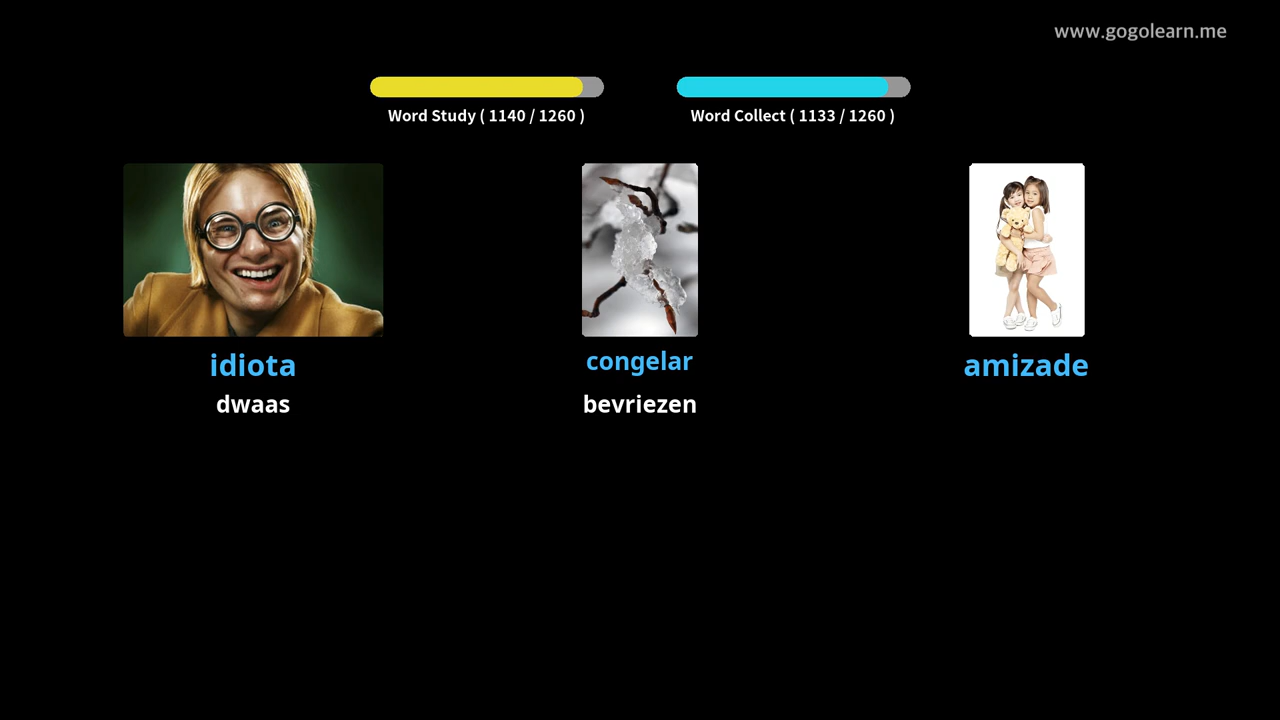 www.gogolearn.me
Word Study ( 1140 / 1260 )
Word Collect ( 1133 / 1260 )
idiota
congelar
amizade
dwaas
bevriezen